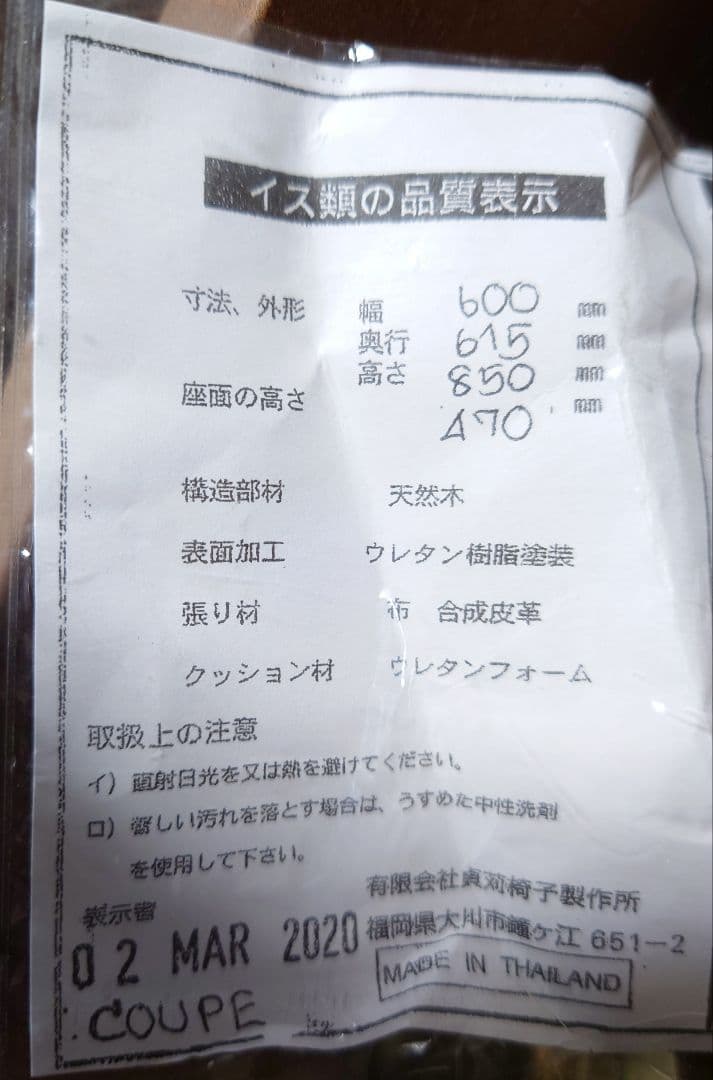 イス類の品質表示
寸法、外形 幅 600 mm
奥行 615 mm
高さ 850 mm
座面の高さ 470 mm
構造部材 天然木
表面加工 ウレタン樹脂塗装
張り材 布 合成皮革
クッション材 ウレタンフォーム
取扱上の注意
イ) 直射日光を又は熱を避けてください。
ロ) 著しい汚れを落とす場合は、うすめた中性洗剤
を使用して下さい。
表示者 有限会社貞苅椅子製作所
02 MAR 2020 福岡県大川市鐘ヶ江 651-2
MADE IN THAILAND
COUPE